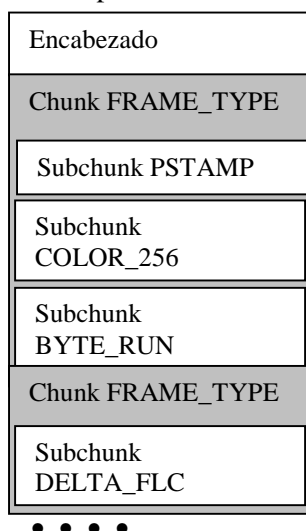 Encabezado
Chunk FRAME_TYPE
Subchunk PSTAMP
Subchunk
COLOR_256
Subchunk
BYTE_RUN
Chunk FRAME_TYPE
Subchunk
DELTA_FLC